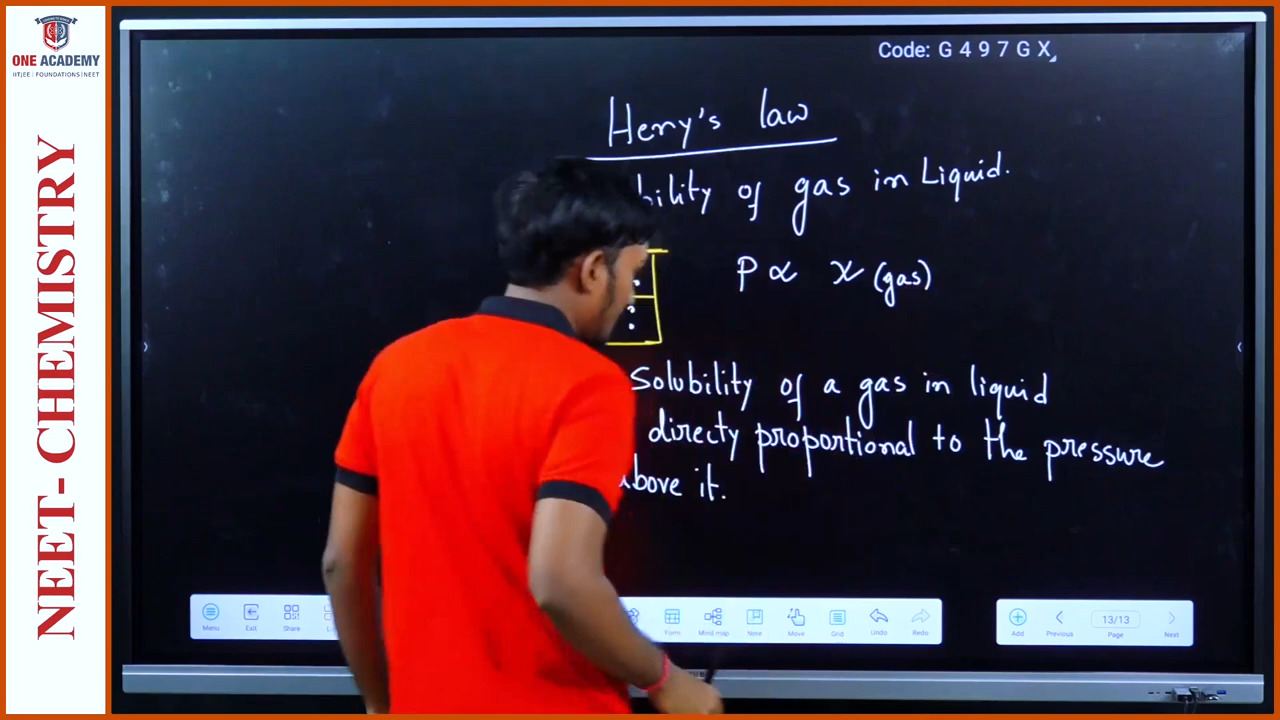 ONE ACADEMY
IIT|EE | FOUNDATIONS | NEET
NEET- CHEMISTRY
Code: G 4 9 7 G X
Henry's law
bility of gas in Liquid.
P ∝ x (gas)
Solubility of a gas in liquid
directy proportional to the pressure
above it.
Menu
Exit
Share
Form
Mind map
Note
Move
Grid
Undo
Redo
Add
Previous
13/13
Page
Next